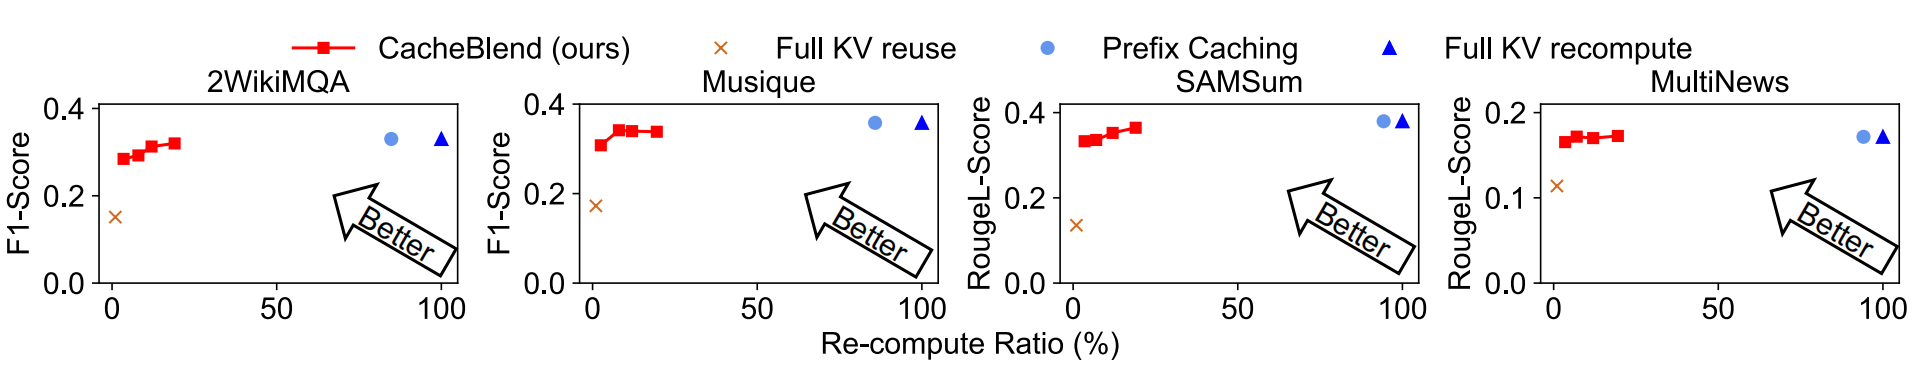 CacheBlend (ours) Full KV reuse Prefix Caching Full KV recompute
2WikiMQA Musique SAMSum MultiNews
F1-Score
0.4
0.2
0.0
Better
0 50 100
F1-Score
0.4
0.2
0.0
Better
0 50 100
RougeL-Score
0.4
0.2
0.0
Better
0 50 100
RougeL-Score
0.2
0.1
0.0
Better
0 50 100
Re-compute Ratio (%)